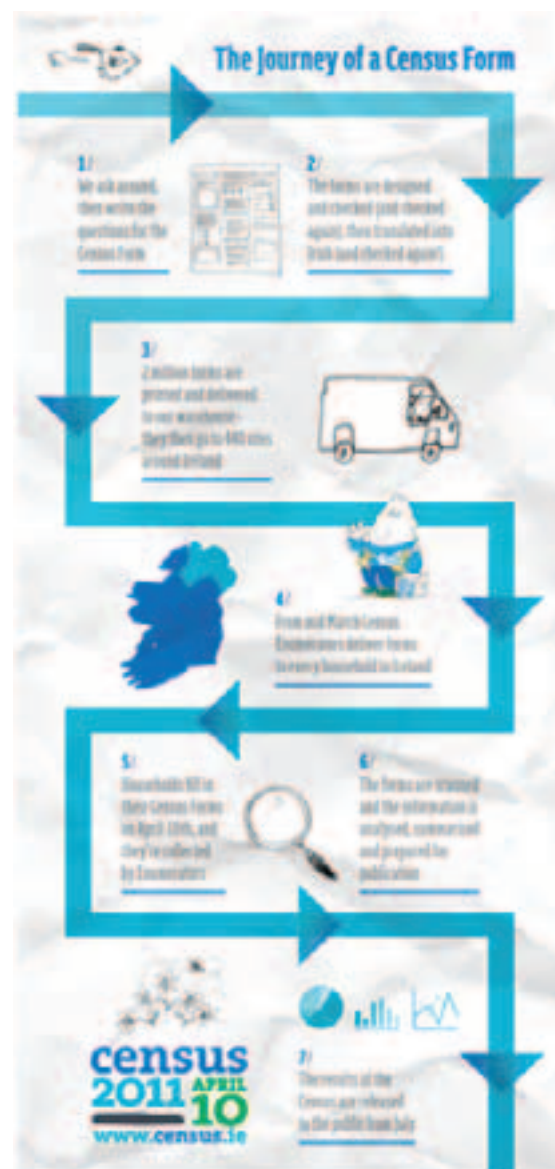 The Journey of a Census Form
1/
We ask around,
then write the
questions for the
Census Form
2/
The forms are designed
and checked (and checked
again), then translated into
Irish (and checked again!)
3/
2 million forms are
printed and delivered
to our warehouse -
they then go to 440 sites
around Ireland
4/
From mid March Census
Enumerators deliver forms
to every household in Ireland
5/
Households fill in
their Census Forms
on April 10th, and
they're collected
by Enumerators
6/
The forms are scanned
and the information is
analysed, summarised
and prepared for
publication
7/
The results of the
Census are released
to the public from July
census
2011 APRIL
10
www.census.ie